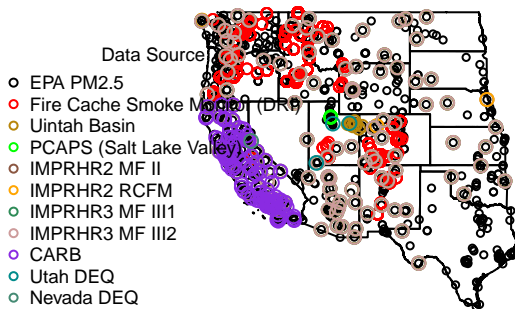 Data Source
EPA PM2.5
Fire Cache Smoke Monitor (DRI)
Uintah Basin
PCAPS (Salt Lake Valley)
IMPRHR2 MF II
IMPRHR2 RCFM
IMPRHR3 MF III1
IMPRHR3 MF III2
CARB
Utah DEQ
Nevada DEQ